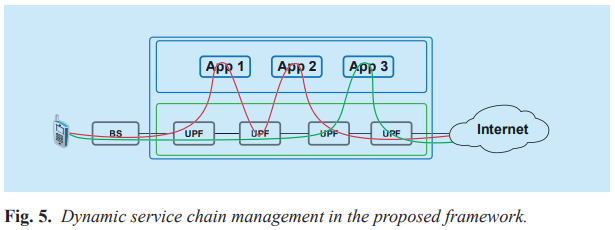 App 1 App 2 App 3
BS UPF UPF UPF UPF Internet
Fig. 5. Dynamic service chain management in the proposed framework.